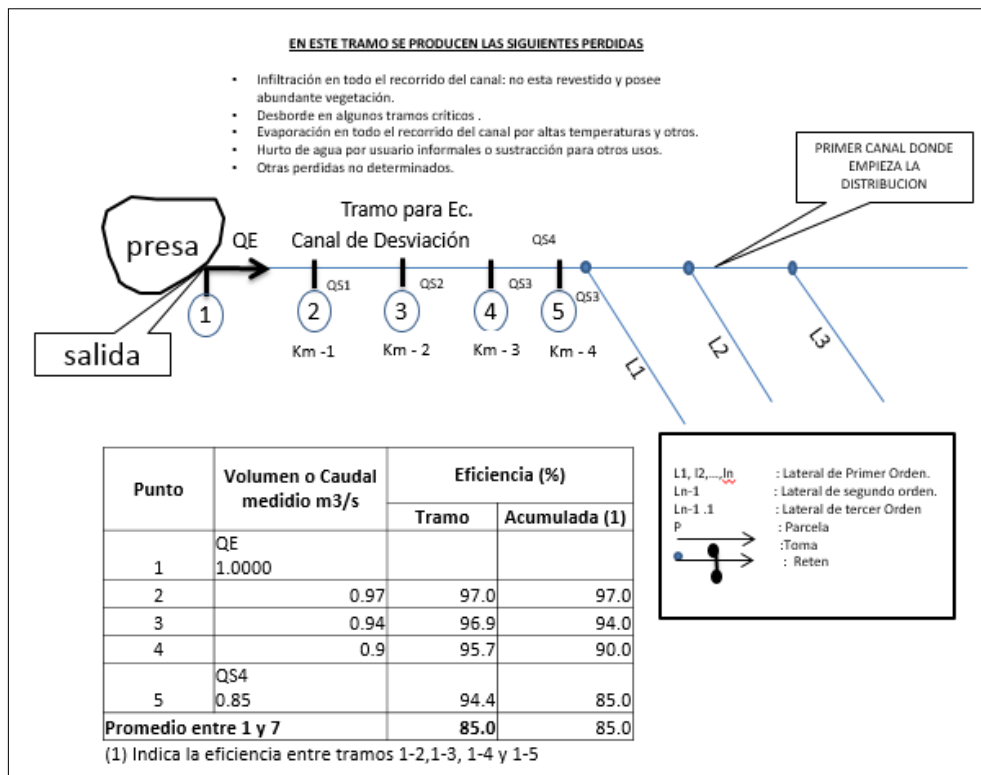 EN ESTE TRAMO SE PRODUCEN LAS SIGUIENTES PERDIDAS
• Infiltración en todo el recorrido del canal: no esta revestido y posee
abundante vegetación.
• Desborde en algunos tramos críticos .
• Evaporación en todo el recorrido del canal por altas temperaturas y otros.
• Hurto de agua por usuario informales o sustracción para otros usos.
• Otras perdidas no determinados.
PRIMER CANAL DONDE
EMPIEZA LA
DISTRIBUCION
presa
QE
Tramo para Ec.
Canal de Desviación
QS4
QS1
QS2
QS3
QS3
1
2
3
4
5
salida
Km -1
Km - 2
Km - 3
Km - 4
L1
L2
L3
L1, l2,...,ln : Lateral de Primer Orden.
Ln-1 : Lateral de segundo orden.
Ln-1 .1 : Lateral de tercer Orden
P : Parcela
:Toma
: Reten
Punto
Volumen o Caudal
medidio m3/s
Eficiencia (%)
Tramo Acumulada (1)
QE
1 1.0000
2 0.97 97.0 97.0
3 0.94 96.9 94.0
4 0.9 95.7 90.0
QS4
5 0.85 94.4 85.0
Promedio entre 1 y 7 85.0 85.0
(1) Indica la eficiencia entre tramos 1-2,1-3, 1-4 y 1-5